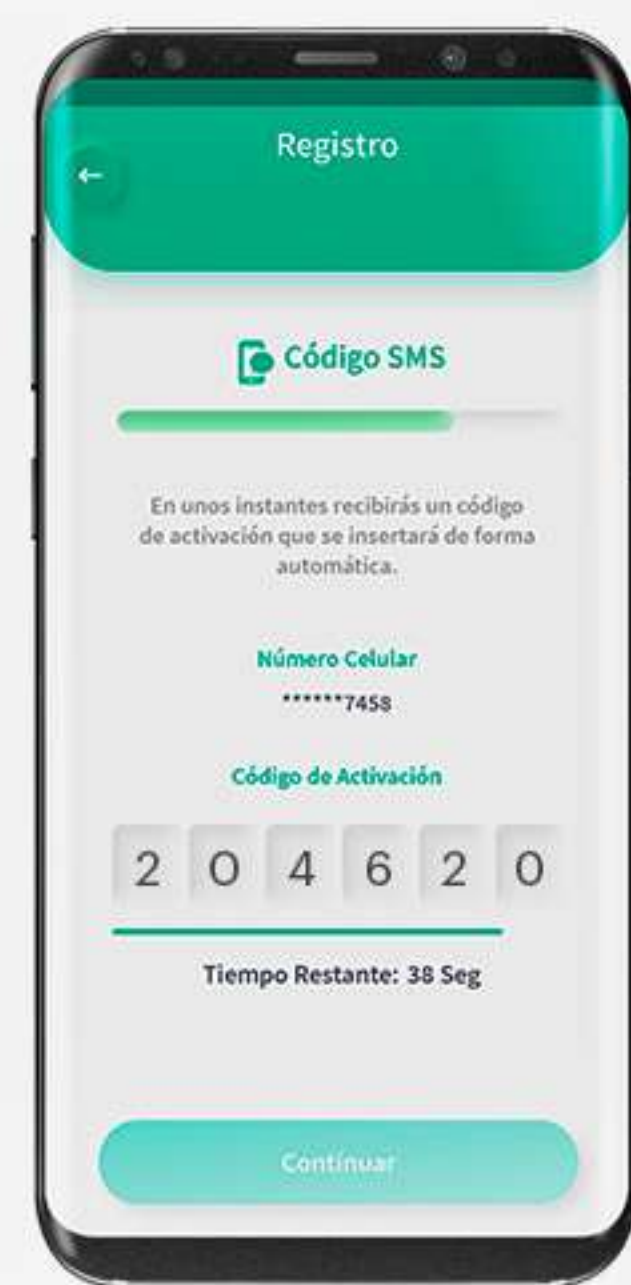 Registro
←
Código SMS
En unos instantes recibirás un código
de activación que se insertará de forma
automática.
Número Celular
******7458
Código de Activación
2 0 4 6 2 0
Tiempo Restante: 38 Seg
Continuar